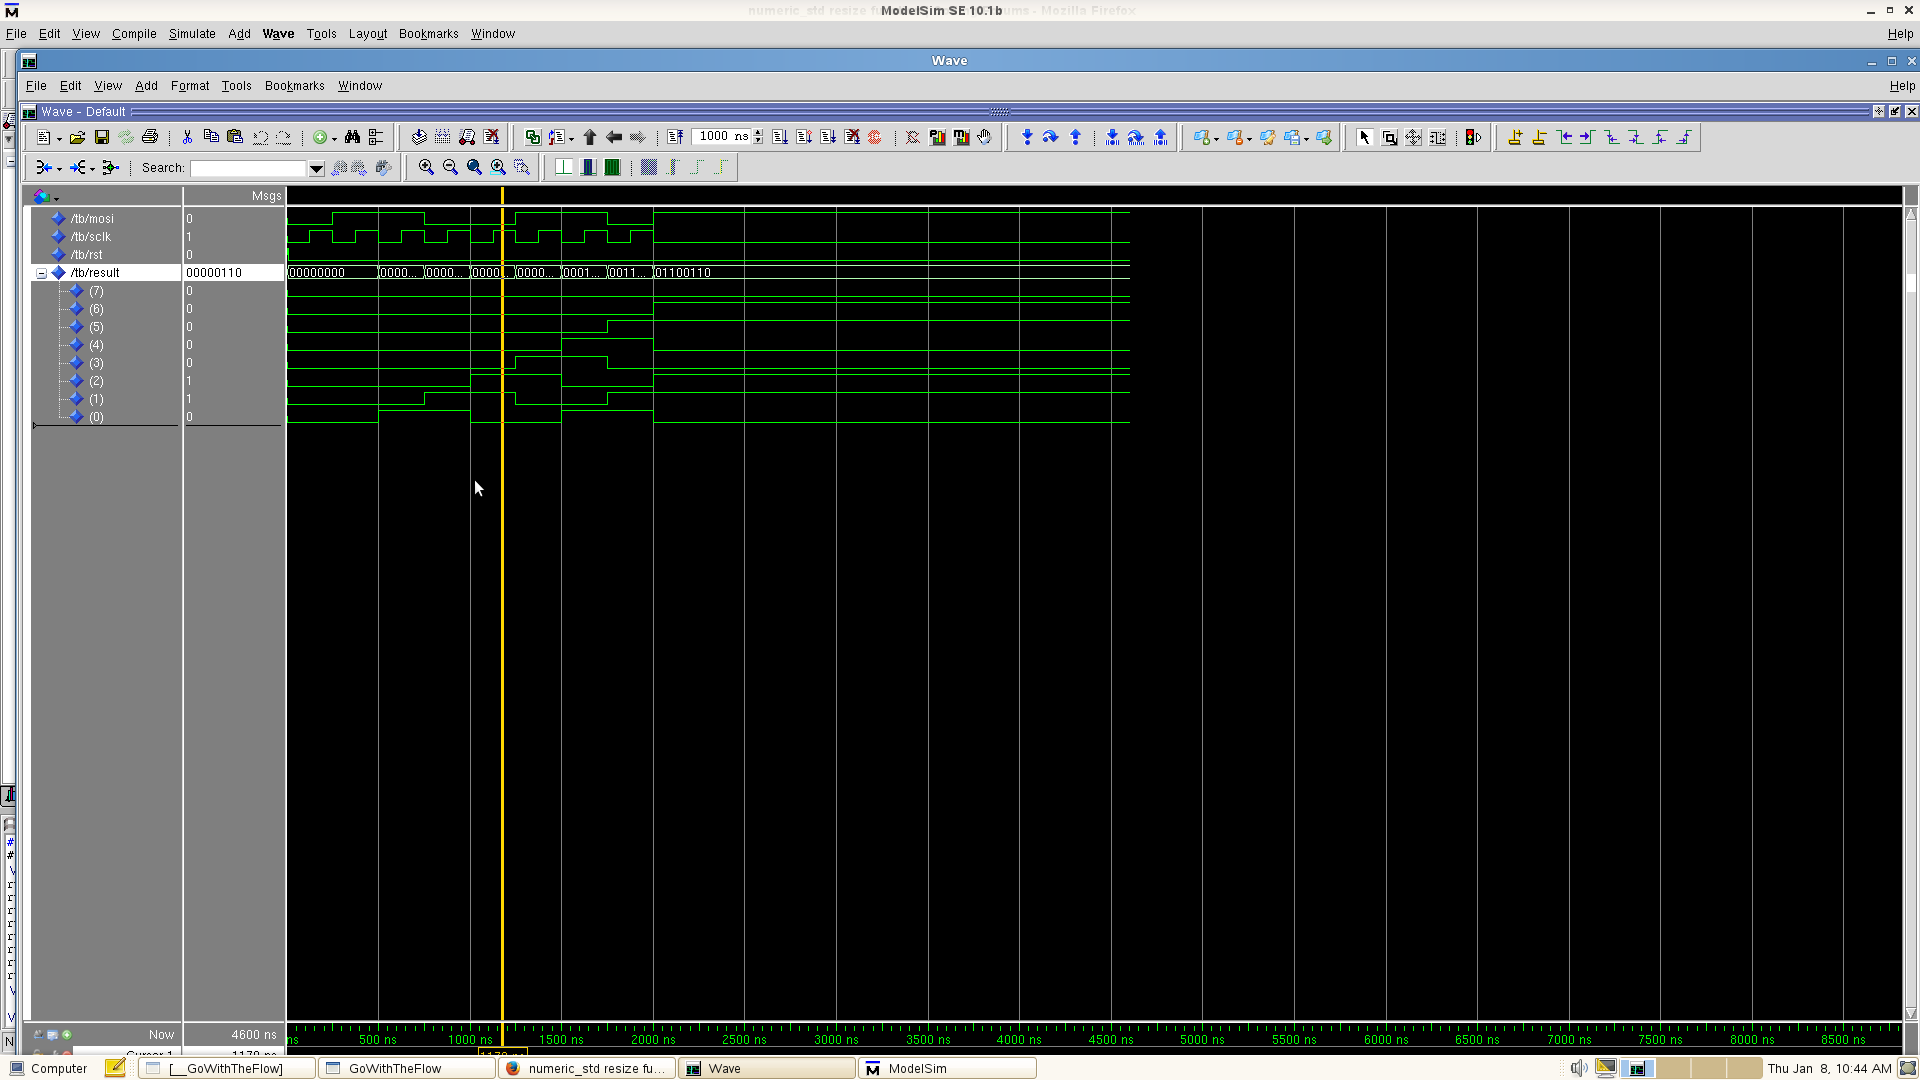 ModelSim SE 10.1b
File Edit View Compile Simulate Add Wave Tools Layout Bookmarks Window Help
Wave
File Edit View Add Format Tools Bookmarks Window Help
Wave - Default
1000 ns
Search:
Msgs
/tb/mosi 0
/tb/sclk 1
/tb/rst 0
/tb/result 00000110 00000000 0000... 0000... 0000... 0000... 0001... 0011... 01100110
(7) 0
(6) 0
(5) 0
(4) 0
(3) 0
(2) 1
(1) 1
(0) 0
Now 4600 ns
ns 500 ns 1000 ns 1500 ns 2000 ns 2500 ns 3000 ns 3500 ns 4000 ns 4500 ns 5000 ns 5500 ns 6000 ns 6500 ns 7000 ns 7500 ns 8000 ns 8500 ns
Computer [__GoWithTheFlow] GoWithTheFlow numeric_std resize fu... Wave ModelSim Thu Jan 8, 10:44 AM